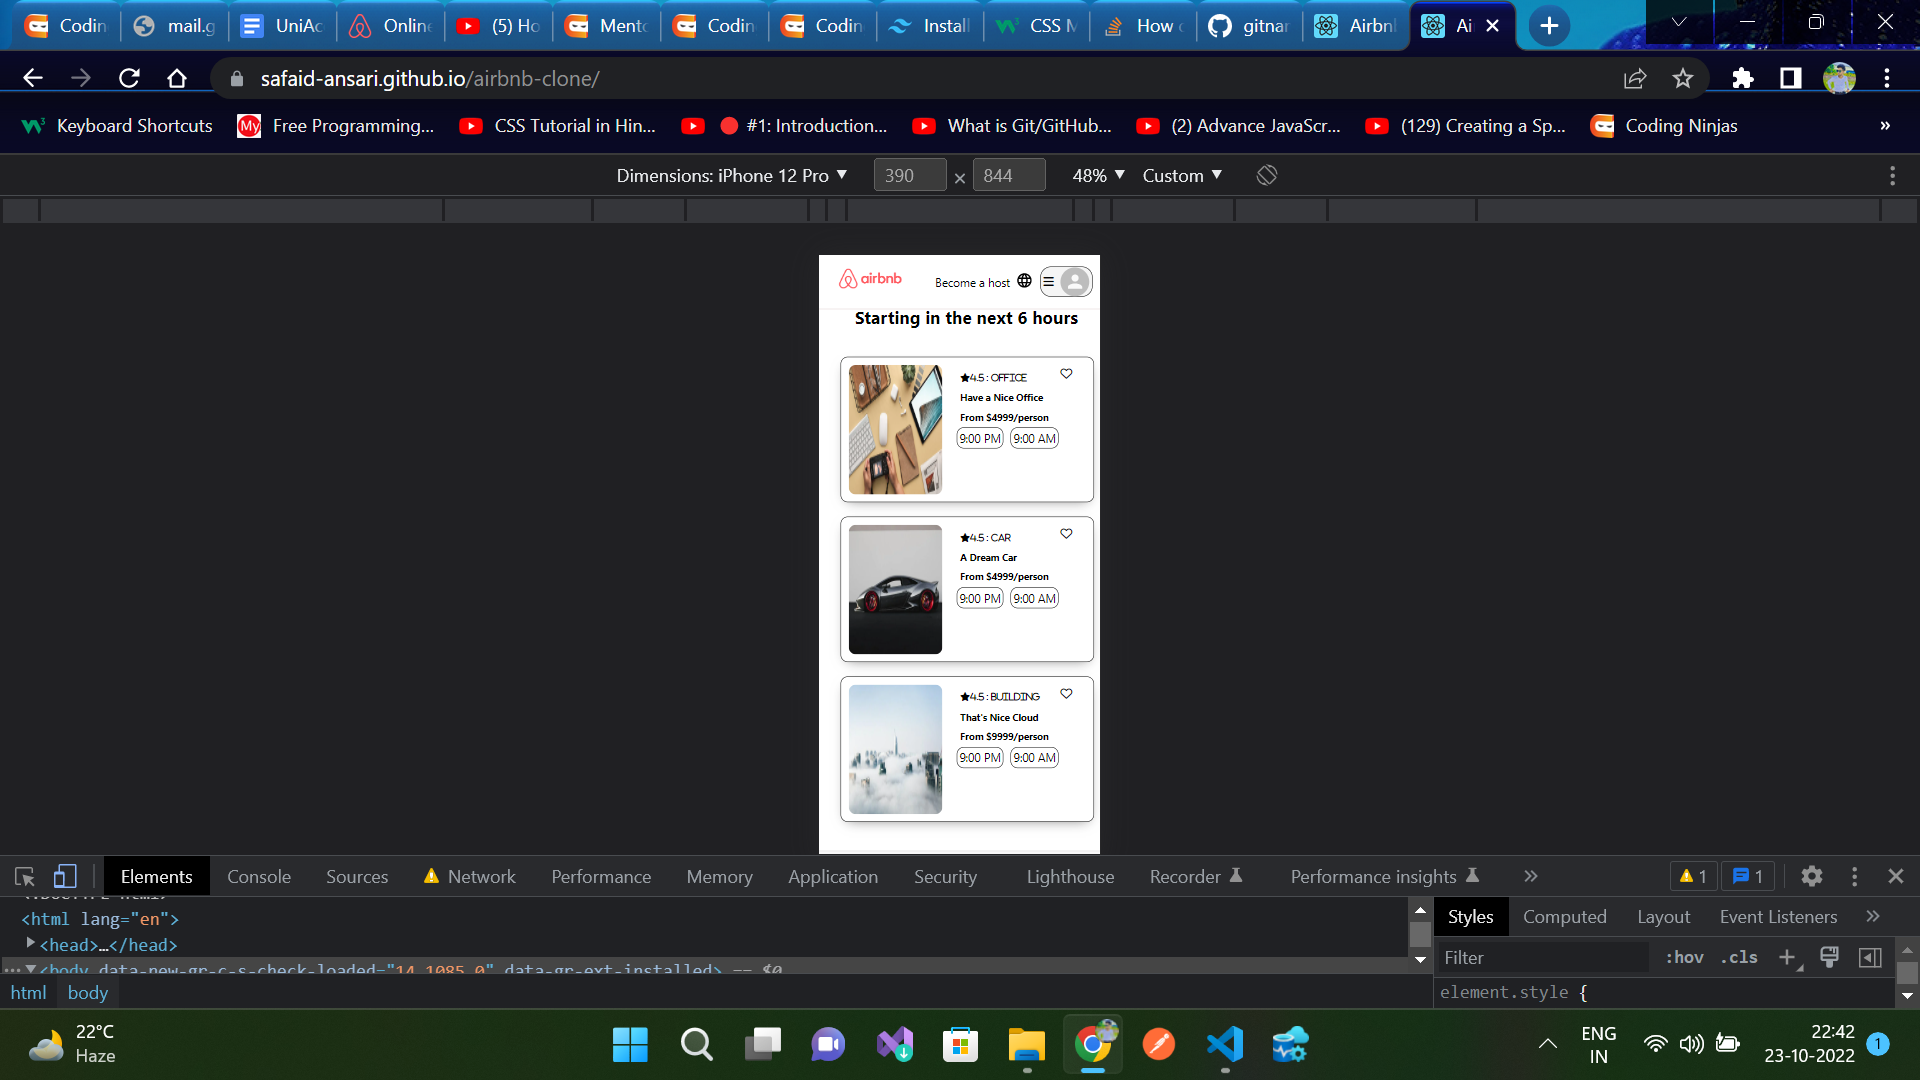 Codin
mail.g
UniAc
Online
(5) Ho
Mento
Codin
Codin
Install
CSS M
How c
gitnar
Airbnl
Ai
safaid-ansari.github.io/airbnb-clone/
Keyboard Shortcuts
My
Free Programming...
CSS Tutorial in Hin...
#1: Introduction...
What is Git/GitHub...
(2) Advance JavaScr...
(129) Creating a Sp...
Coding Ninjas
»
Dimensions: iPhone 12 Pro ▼ 390 × 844 48% ▼ Custom ▼
airbnb
Become a host
Starting in the next 6 hours
4.5 : OFFICE
Have a Nice Office
From $4999/person
9:00 PM 9:00 AM
4.5 : CAR
A Dream Car
From $4999/person
9:00 PM 9:00 AM
4.5 : BUILDING
That's Nice Cloud
From $9999/person
9:00 PM 9:00 AM
Elements Console Sources Network Performance Memory Application Security Lighthouse Recorder Performance insights » 1 1
<!DOCTYPE html>
<html lang="en">
<head>…</head>
<body data-new-gr-c-s-check-loaded="14.1085.0" data-gr-ext-installed> == $0
html body
Styles Computed Layout Event Listeners »
Filter :hov .cls
element.style {
22°C
Haze
ENG
IN
22:42
23-10-2022
1